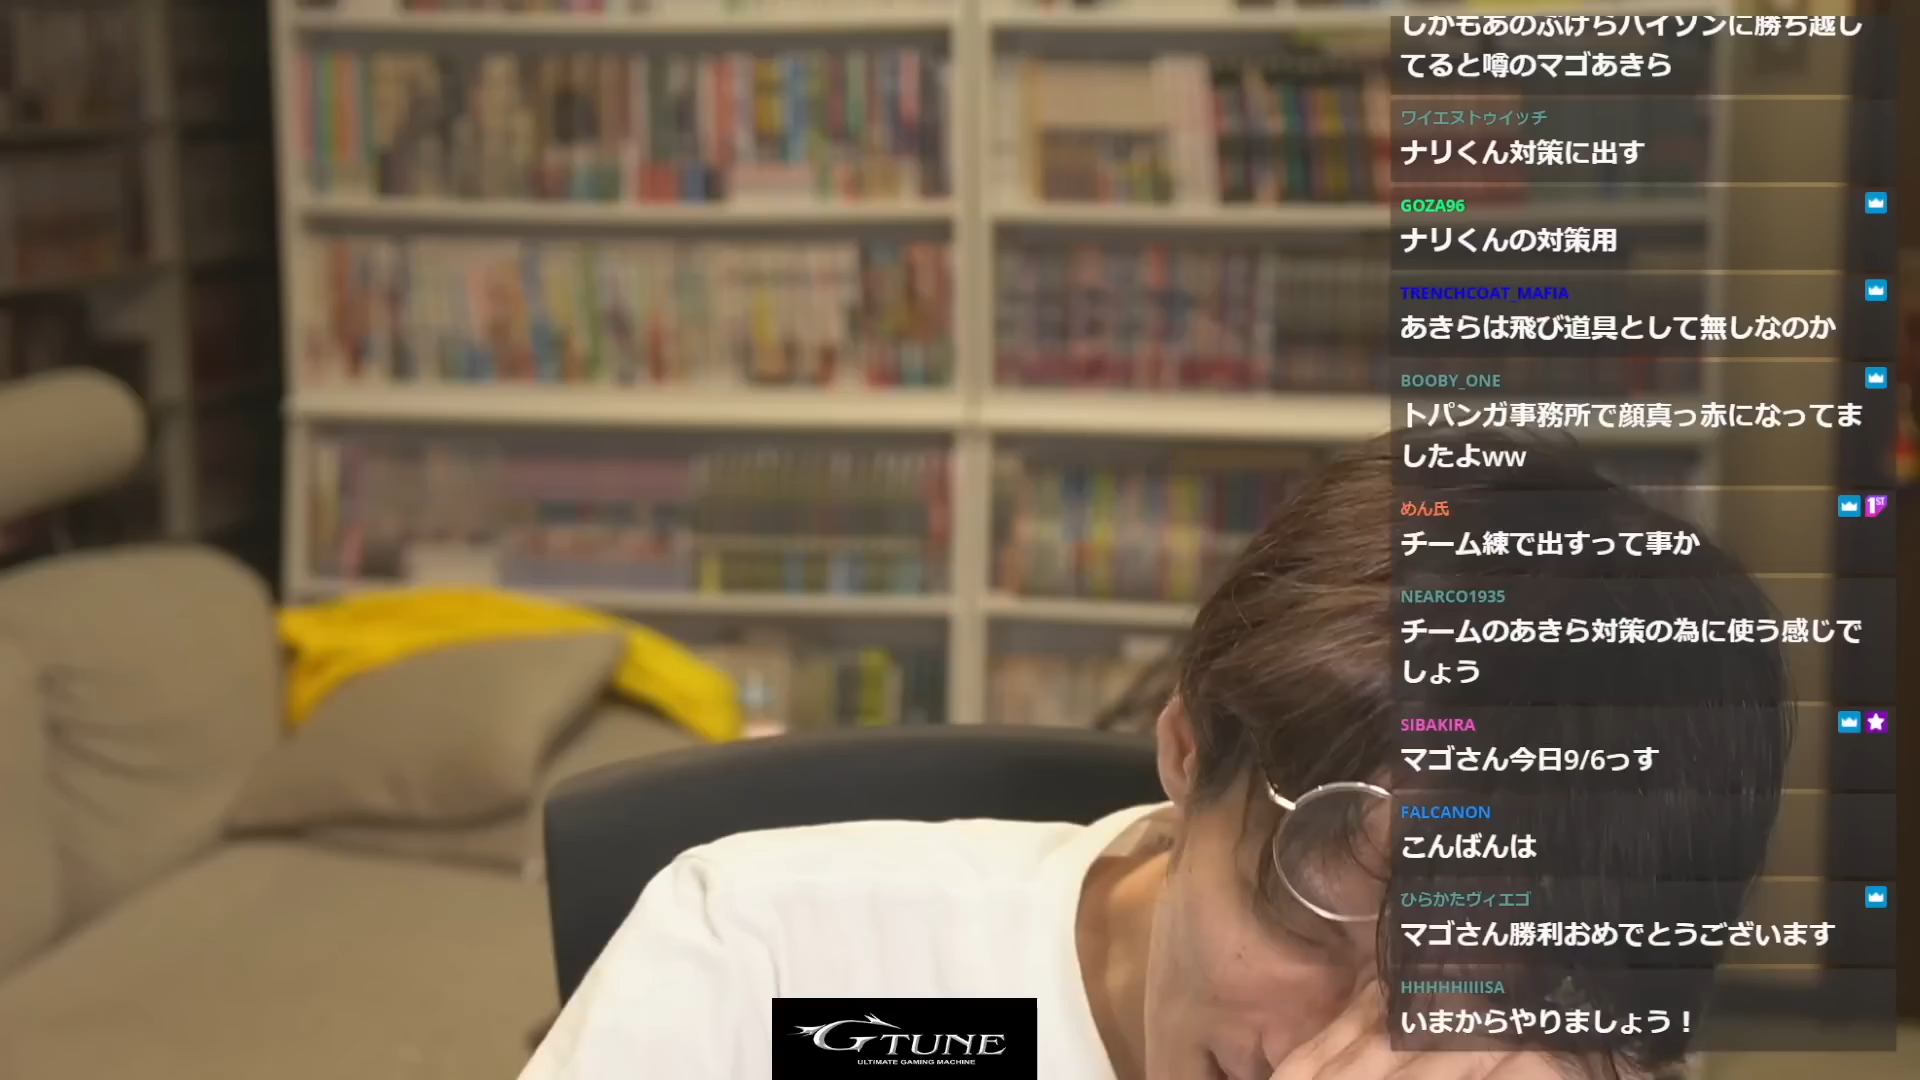 しかもあのぶけらハイソンに勝ち越し
てると噂のマゴあきら
ワイエヌトゥイッチ
ナリくん対策に出す
GOZA96
ナリくんの対策用
TRENCHCOAT_MAFIA
あきらは飛び道具として無しなのか
BOOBY_ONE
トパンガ事務所で顔真っ赤になってま
したよww
めん氏
1ST
チーム練で出すって事か
NEARCO1935
チームのあきら対策の為に使う感じで
しょう
SIBAKIRA
マゴさん今日9/6っす
FALCANON
こんばんは
ひらかたヴィエゴ
マゴさん勝利おめでとうございます
HHHHHIIIISA
いまからやりましょう！
GTUNE
ULTIMATE GAMING MACHINE